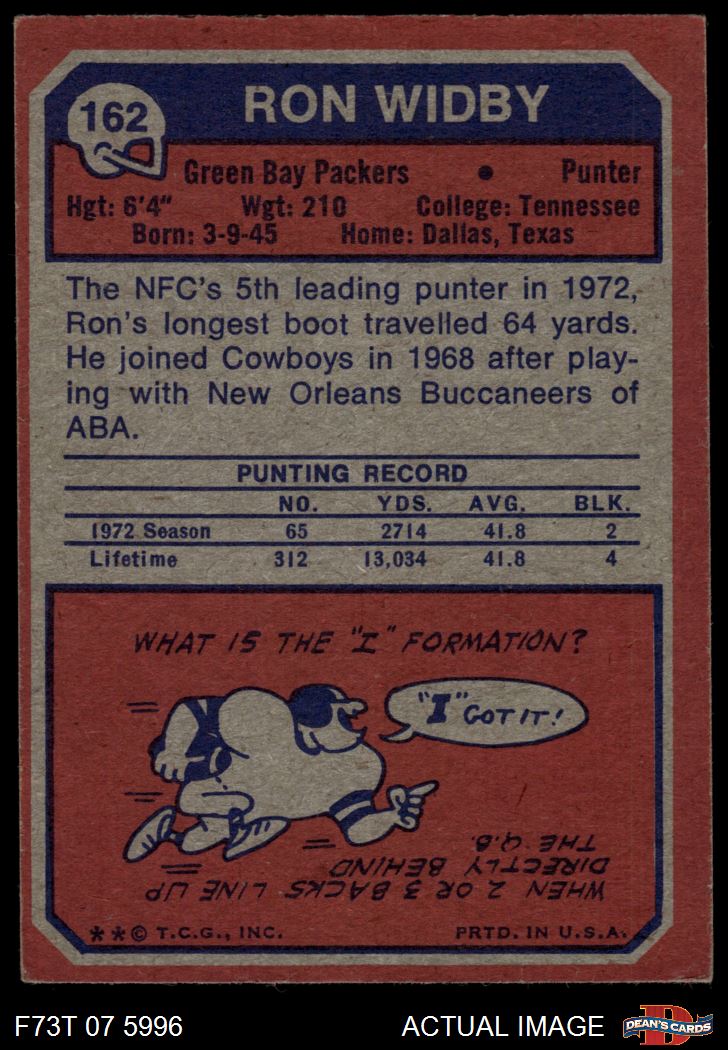 162
RON WIDBY
Green Bay Packers • Punter
Hgt: 6'4" Wgt: 210 College: Tennessee
Born: 3-9-45 Home: Dallas, Texas
The NFC's 5th leading punter in 1972,
Ron's longest boot travelled 64 yards.
He joined Cowboys in 1968 after play-
ing with New Orleans Buccaneers of
ABA.
PUNTING RECORD
NO. YDS. AVG. BLK.
1972 Season 65 2714 41.8 2
Lifetime 312 13,034 41.8 4
WHAT IS THE "I" FORMATION?
"I" GOT IT!
WHEN 2 OR 3 BACKS LINE UP
DIRECTLY BEHIND
THE Q.B.
**© T.C.G., INC. PRTD. IN U.S.A.
F73T 07 5996 ACTUAL IMAGE
D
DEAN'S CARDS